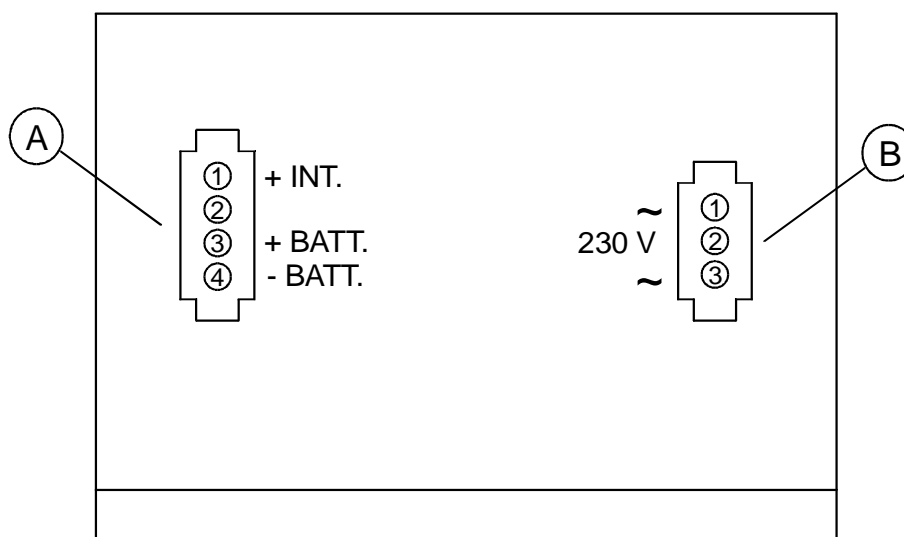 A
B
① + INT.
②
③ + BATT.
④ - BATT.
~ ①
230 V ②
~ ③